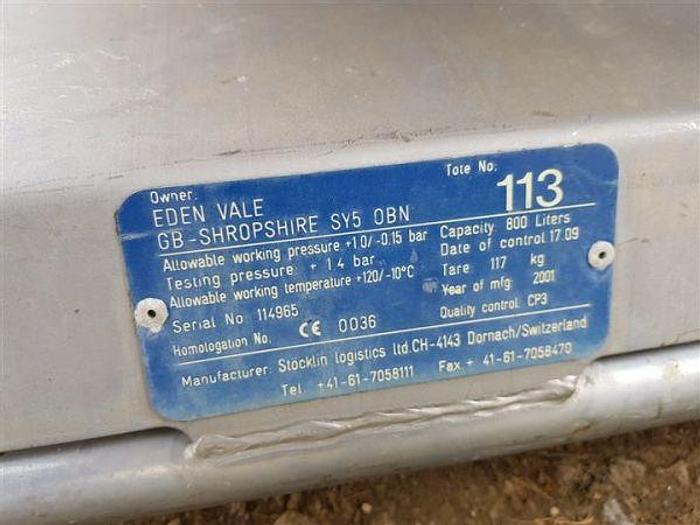 Owner:
EDEN VALE
GB-SHROPSHIRE SY5 0BN
Tote No. 113
Allowable working pressure +1.0/-0.15 bar
Capacity 800 Liters
Testing pressure + 1.4 bar
Date of control 17.09
Allowable working temperature +120/-10°C
Tare 117 kg
Serial No 114965
Year of mfg. 2001
Homologation No. CE 0036
Quality control CP3
Manufacturer: Stöcklin logistics ltd.CH-4143 Dornach/Switzerland
Tel. +41-61-7058111 Fax + 41-61-7058470